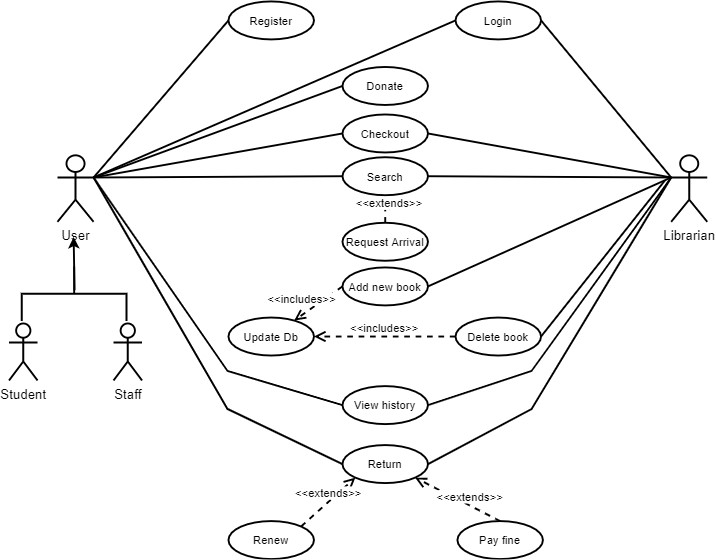 Register
Login
Donate
Checkout
Search
<<extends>>
User
Librarian
Request Arrival
Add new book
<<includes>>
Update Db
<<includes>>
Delete book
Student
Staff
View history
Return
<<extends>>
<<extends>>
Renew
Pay fine